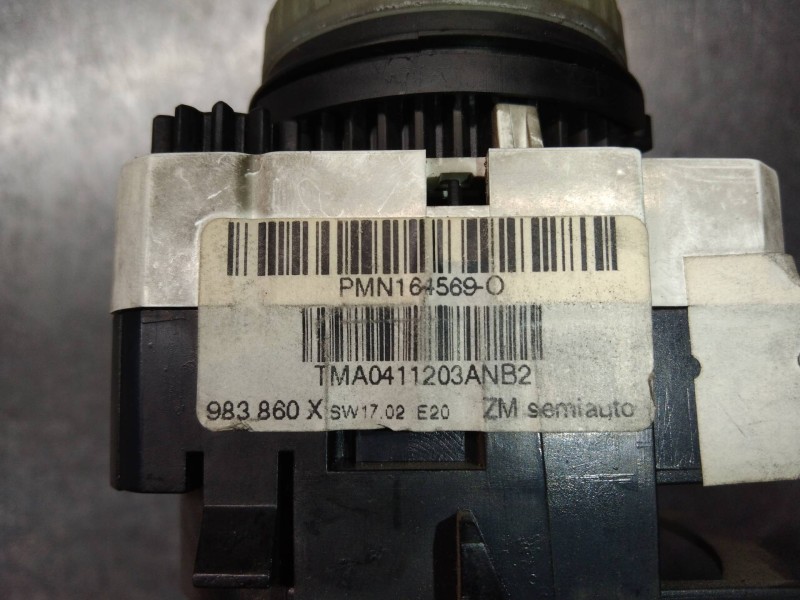 PMN164569-O
TMA0411203ANB2
983 860 X SW17.02 E20 ZM semiauto